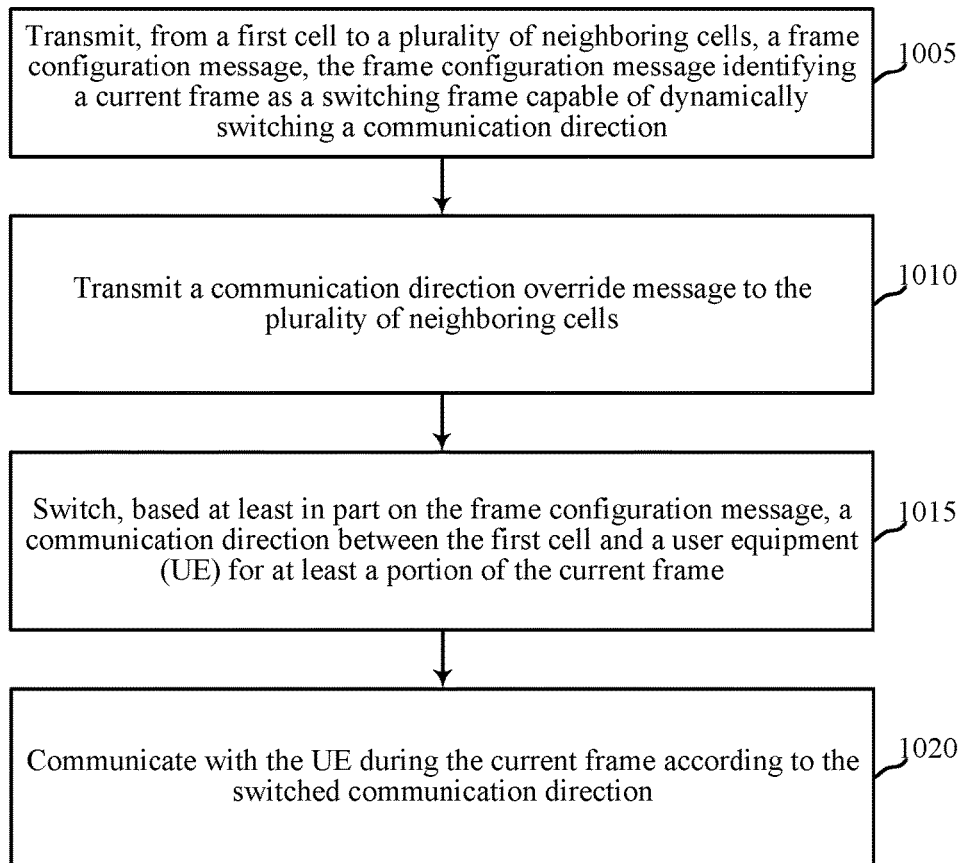 Transmit, from a first cell to a plurality of neighboring cells, a frame
configuration message, the frame configuration message identifying
a current frame as a switching frame capable of dynamically
switching a communication direction
1005
Transmit a communication direction override message to the
plurality of neighboring cells
1010
Switch, based at least in part on the frame configuration message, a
communication direction between the first cell and a user equipment
(UE) for at least a portion of the current frame
1015
Communicate with the UE during the current frame according to the
switched communication direction
1020